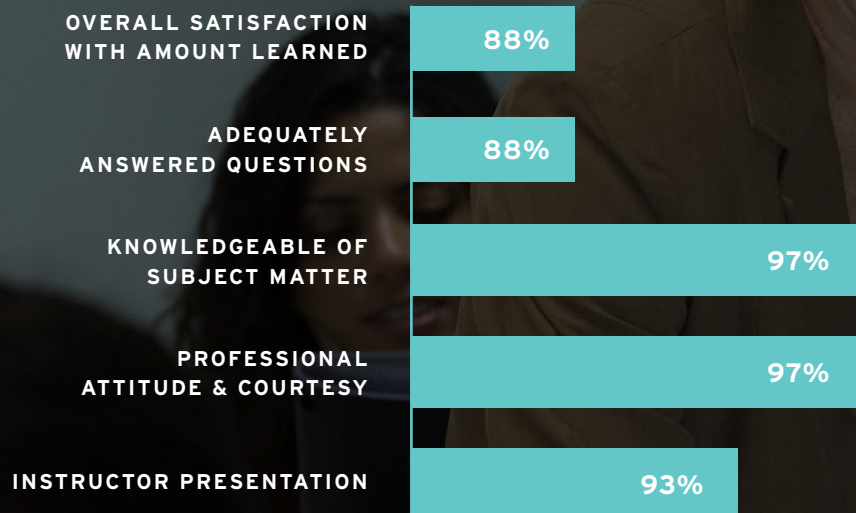 OVERALL SATISFACTION
WITH AMOUNT LEARNED
88%
ADEQUATELY
ANSWERED QUESTIONS
88%
KNOWLEDGEABLE OF
SUBJECT MATTER
97%
PROFESSIONAL
ATTITUDE & COURTESY
97%
INSTRUCTOR PRESENTATION
93%